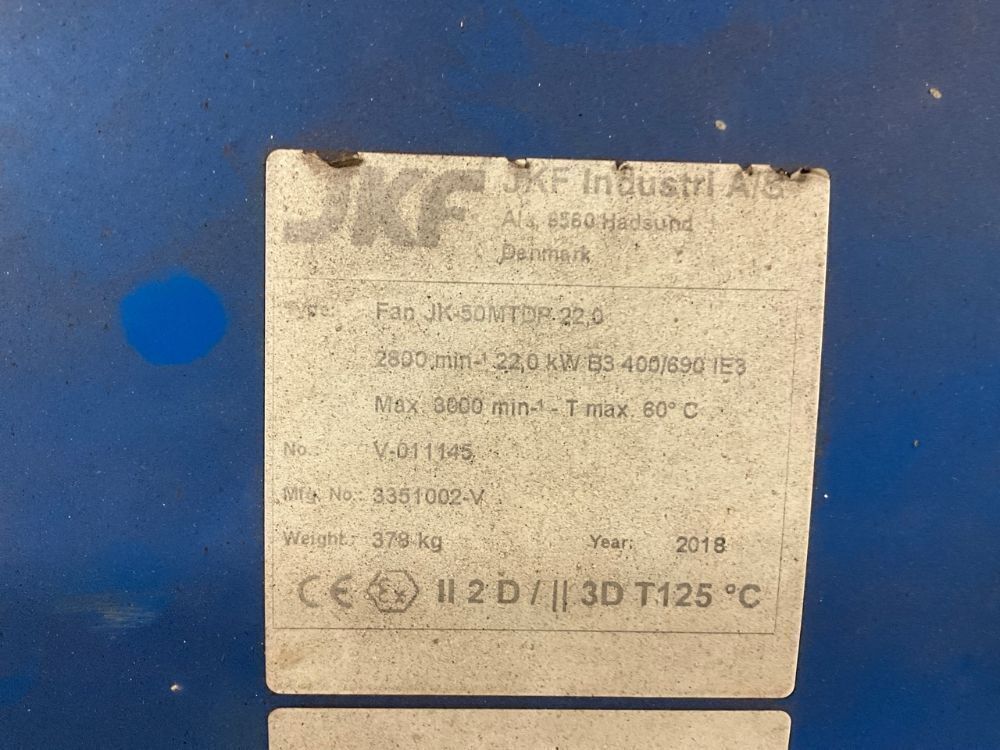 JKF JKF Industri A/S
Als, 9560 Hadsund
Denmark
Type: Fan JK-50MTDR 22,0
2800 min-¹ 22,0 kW B3 400/690 IE3
Max. 3000 min-¹ - T max. 60° C
No.: V-011145
Mfg. No.: 3351002-V
Weight.: 378 kg Year: 2018
CE Ex II 2 D / || 3D T125 °C